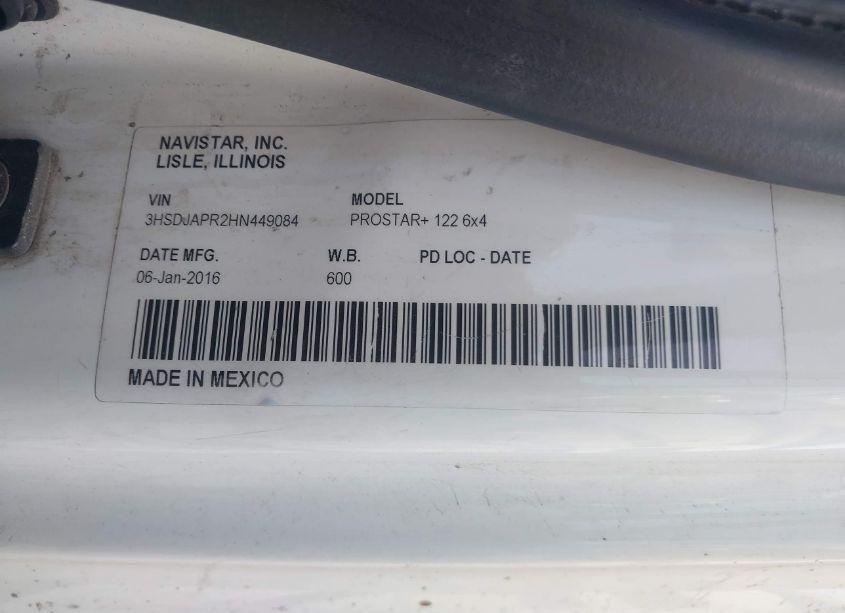 NAVISTAR, INC.
LISLE, ILLINOIS
VIN MODEL
3HSDJAPR2HN449084 PROSTAR+ 122 6x4
DATE MFG. W.B. PD LOC - DATE
06-Jan-2016 600
MADE IN MEXICO